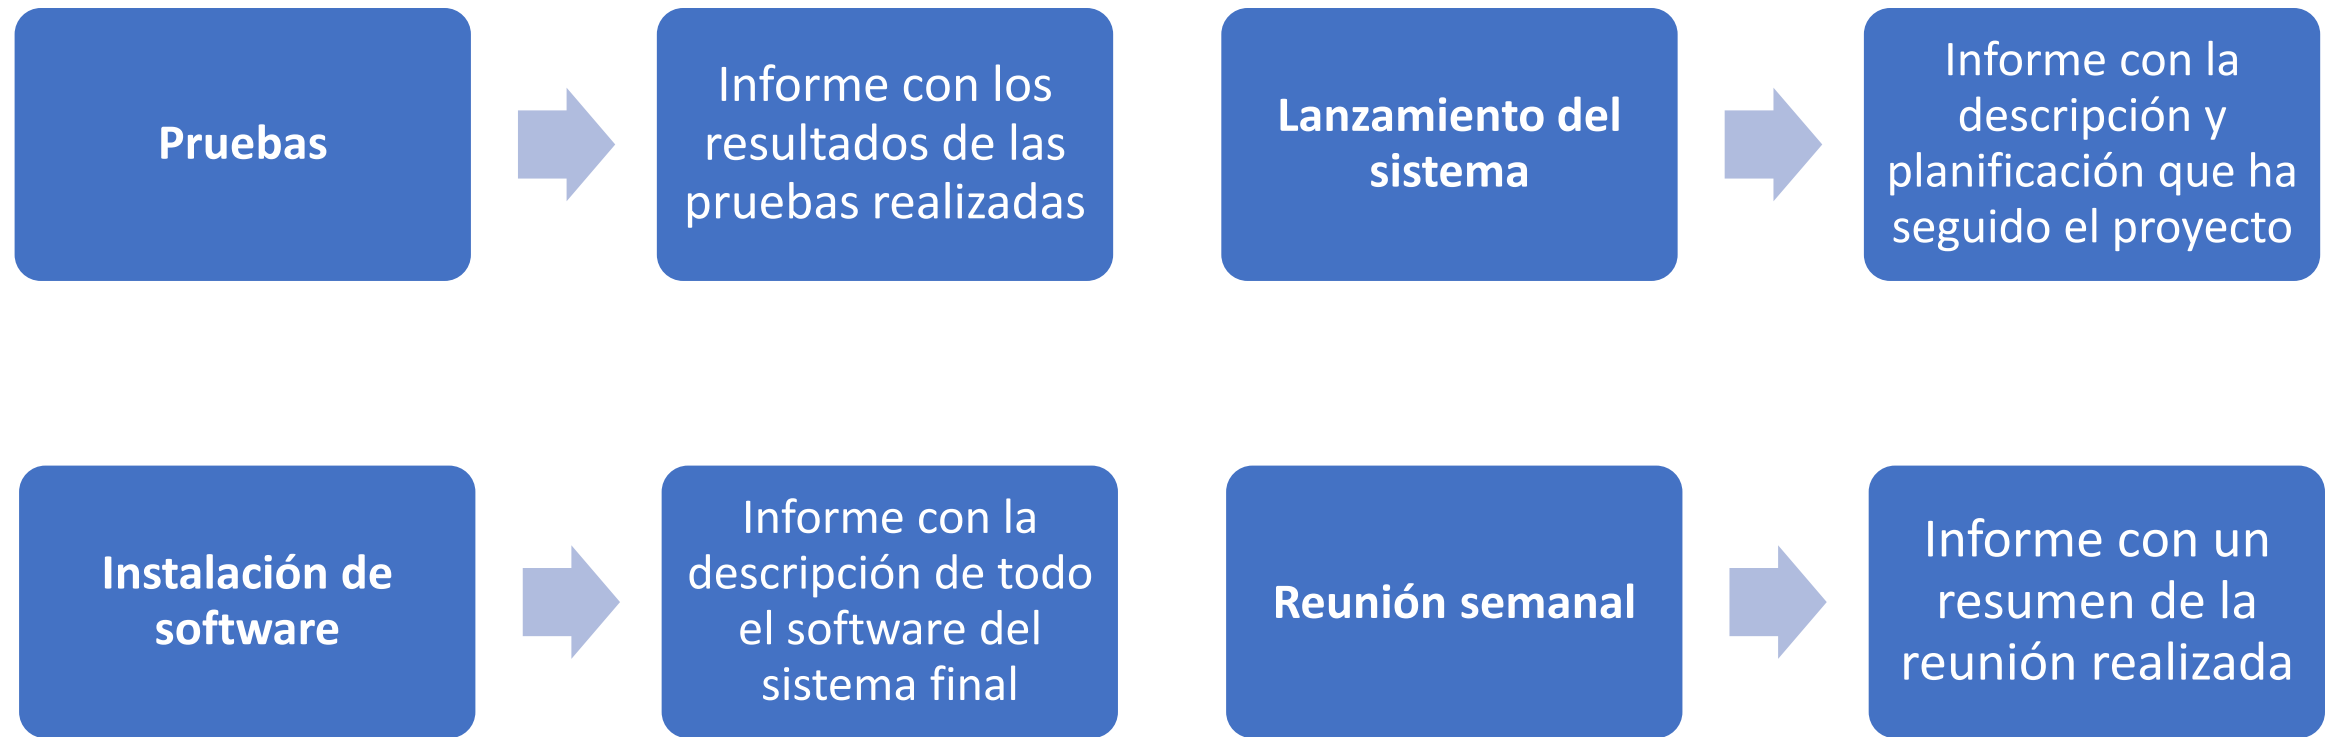 Pruebas
Informe con los
resultados de las
pruebas realizadas
Lanzamiento del
sistema
Informe con la
descripción y
planificación que ha
seguido el proyecto
Instalación de
software
Informe con la
descripción de todo
el software del
sistema final
Reunión semanal
Informe con un
resumen de la
reunión realizada